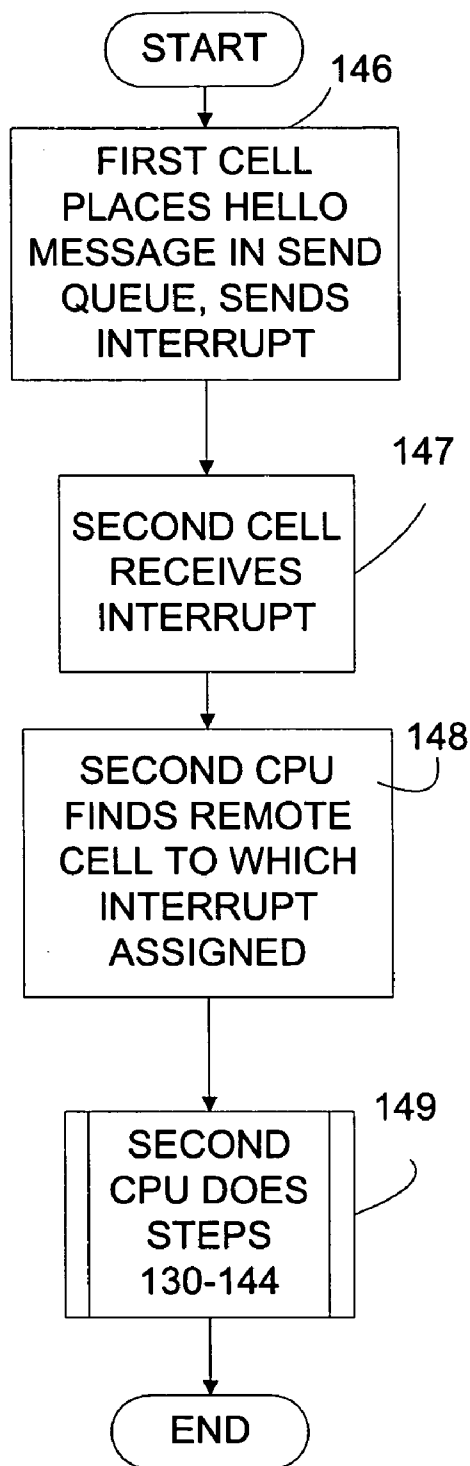 START
146
FIRST CELL
PLACES HELLO
MESSAGE IN SEND
QUEUE, SENDS
INTERRUPT
147
SECOND CELL
RECEIVES
INTERRUPT
148
SECOND CPU
FINDS REMOTE
CELL TO WHICH
INTERRUPT
ASSIGNED
149
SECOND
CPU DOES
STEPS
130-144
END